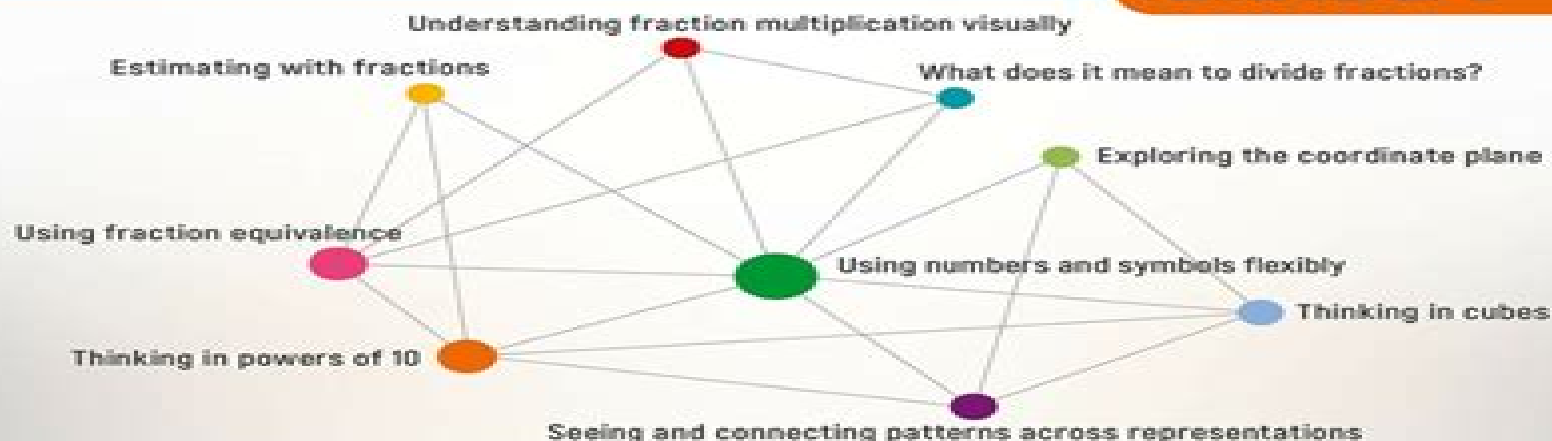 Understanding fraction multiplication visually
Estimating with fractions
What does it mean to divide fractions?
Exploring the coordinate plane
Using fraction equivalence
Using numbers and symbols flexibly
Thinking in cubes
Thinking in powers of 10
Seeing and connecting patterns across representations